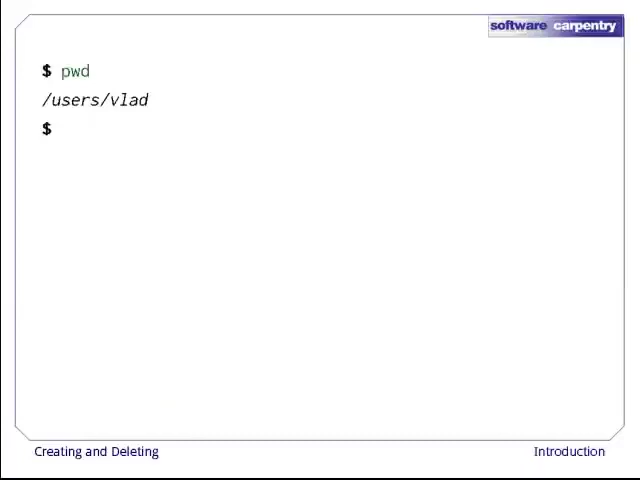 software carpentry
$ pwd
/users/vlad
$
Creating and Deleting
Introduction